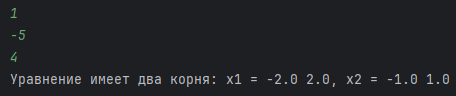 1
-5
4
Уравнение имеет два корня: x1 = -2.0 2.0, x2 = -1.0 1.0